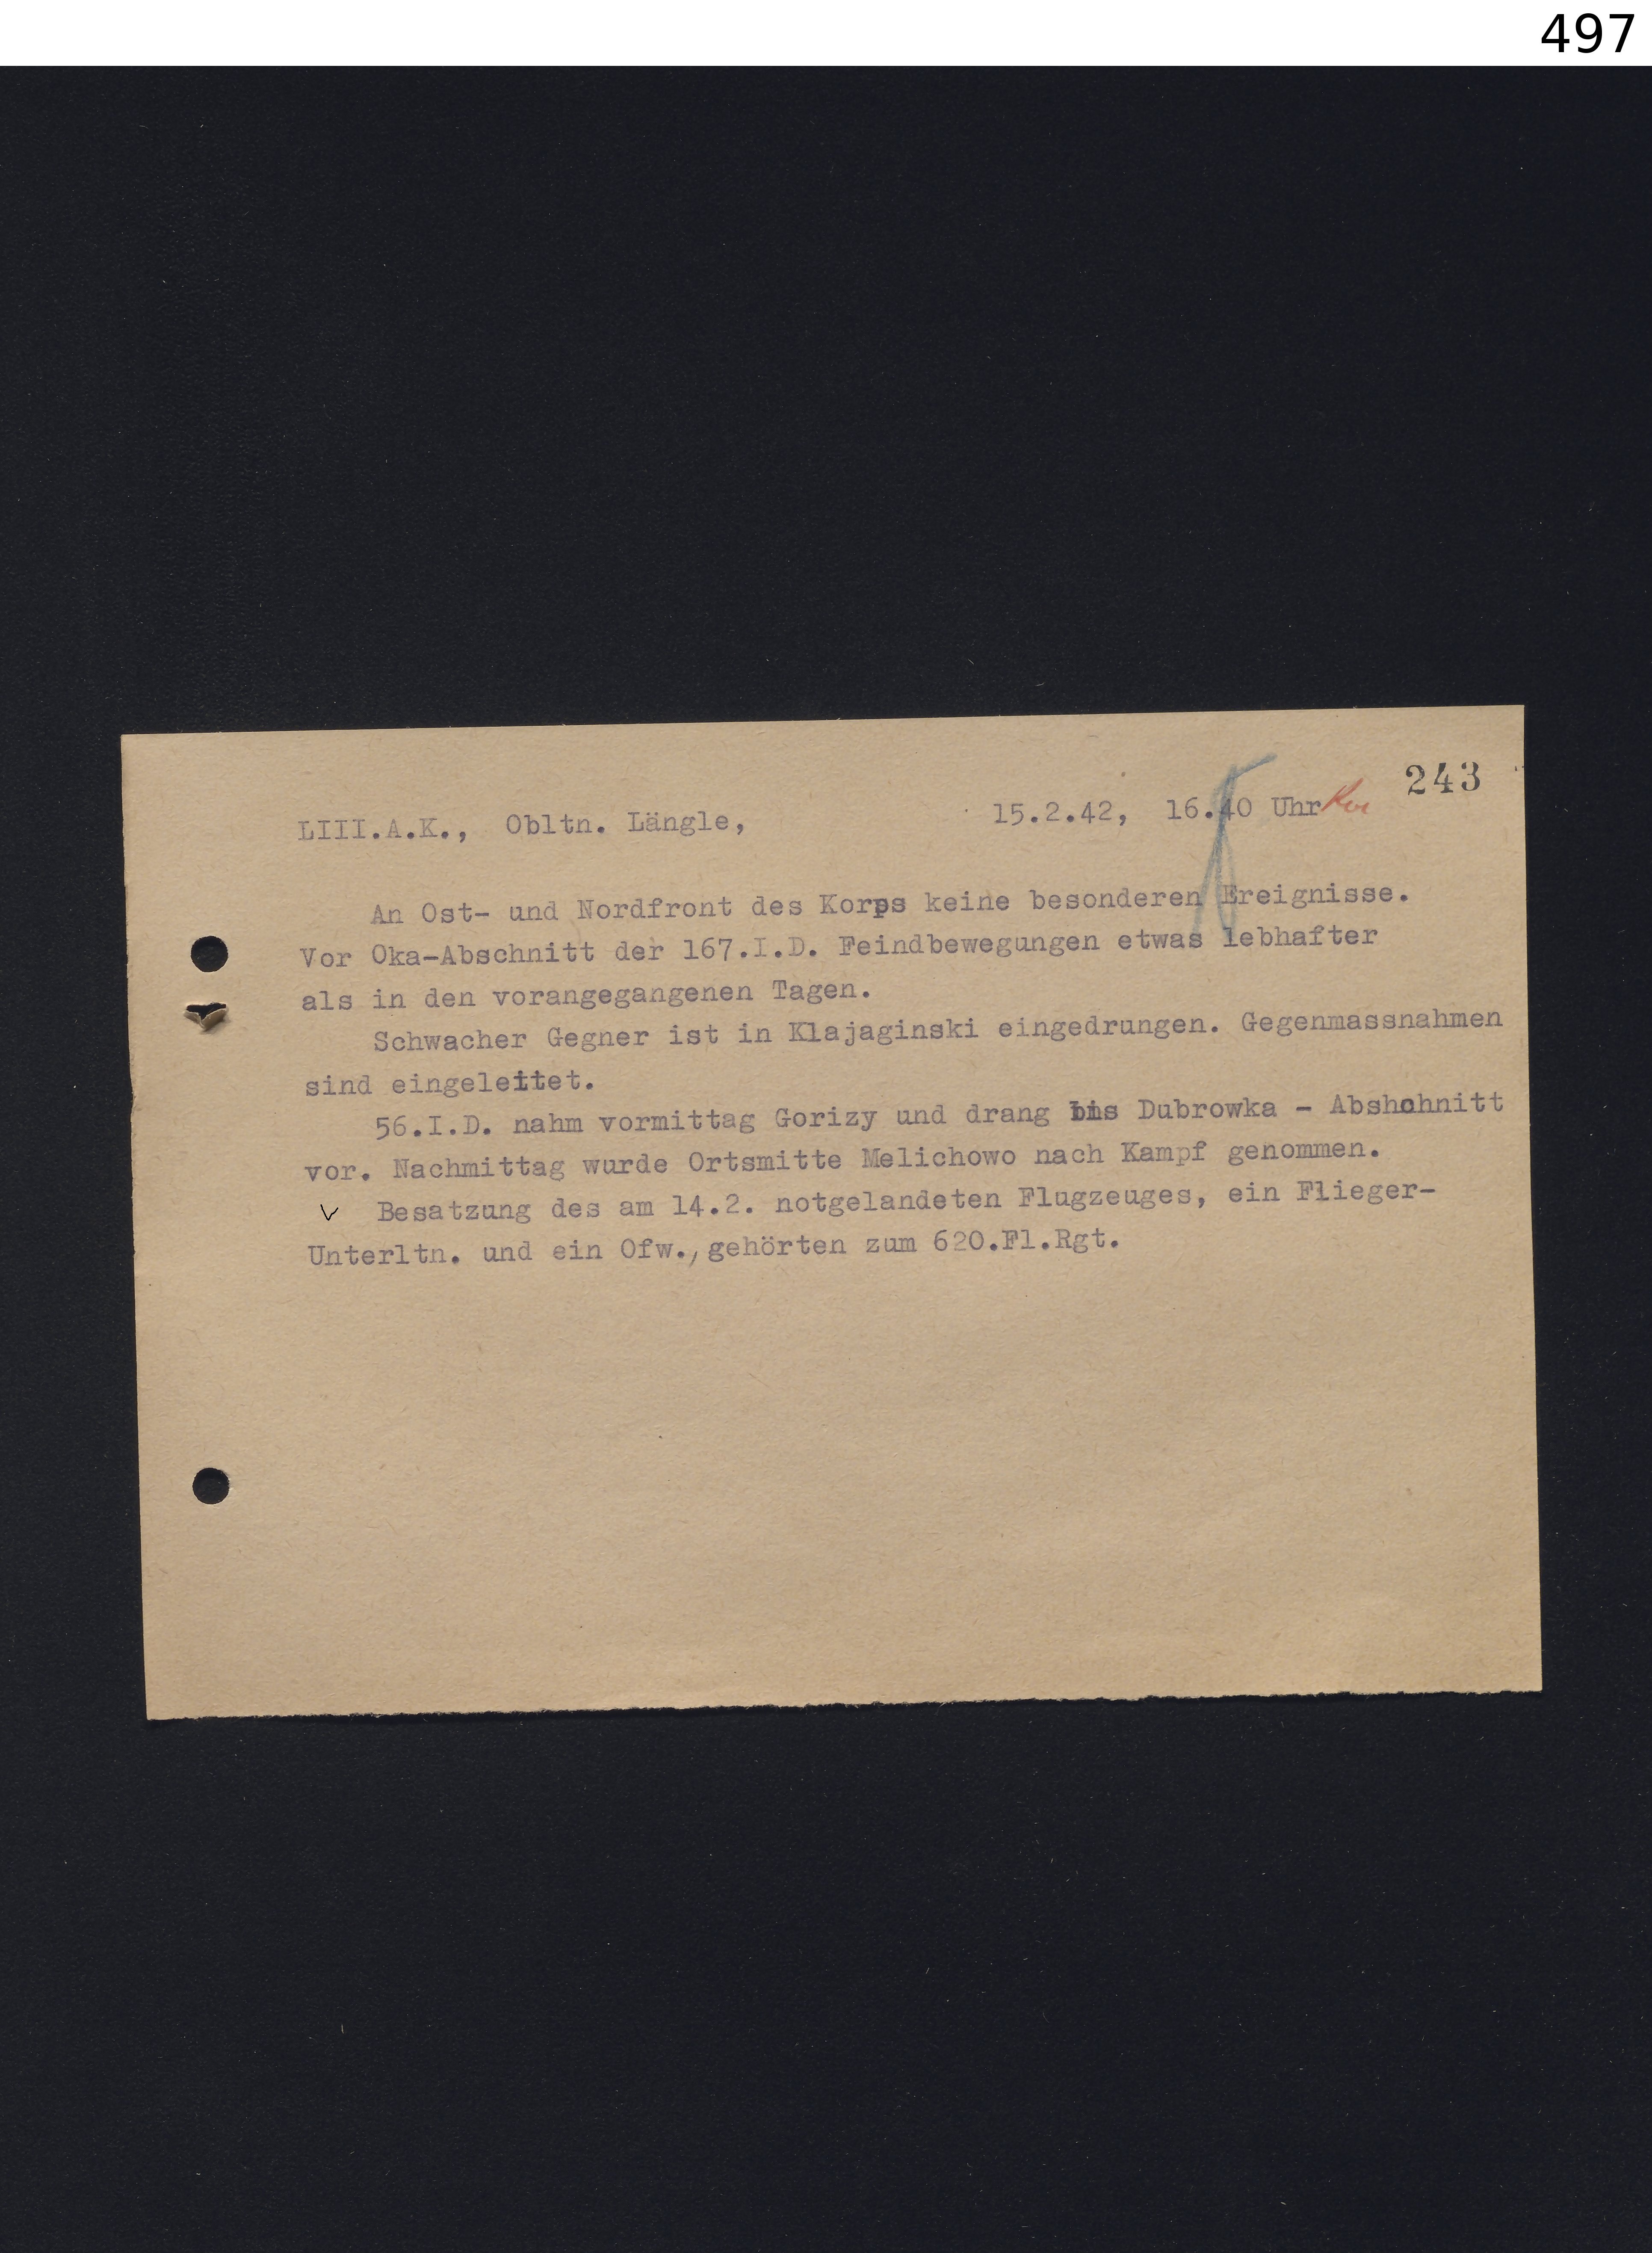 497
243
LIII.A.K., Obltn. Längle, 15.2.42, 16.40 Uhr
An Ost- und Nordfront des Korps keine besonderen Ereignisse.
Vor Oka-Abschnitt der 167.I.D. Feindbewegungen etwas lebhafter
als in den vorangegangenen Tagen.
Schwacher Gegner ist in Klajaginski eingedrungen. Gegenmassnahmen
sind eingeleitet.
56.I.D. nahm vormittag Gorizy und drang bis Dubrowka - Abshchnitt
vor. Nachmittag wurde Ortsmitte Melichowo nach Kampf genommen.
Besatzung des am 14.2. notgelandeten Flugzeuges, ein Flieger-
Unterltn. und ein Ofw., gehörten zum 620.Fl.Rgt.